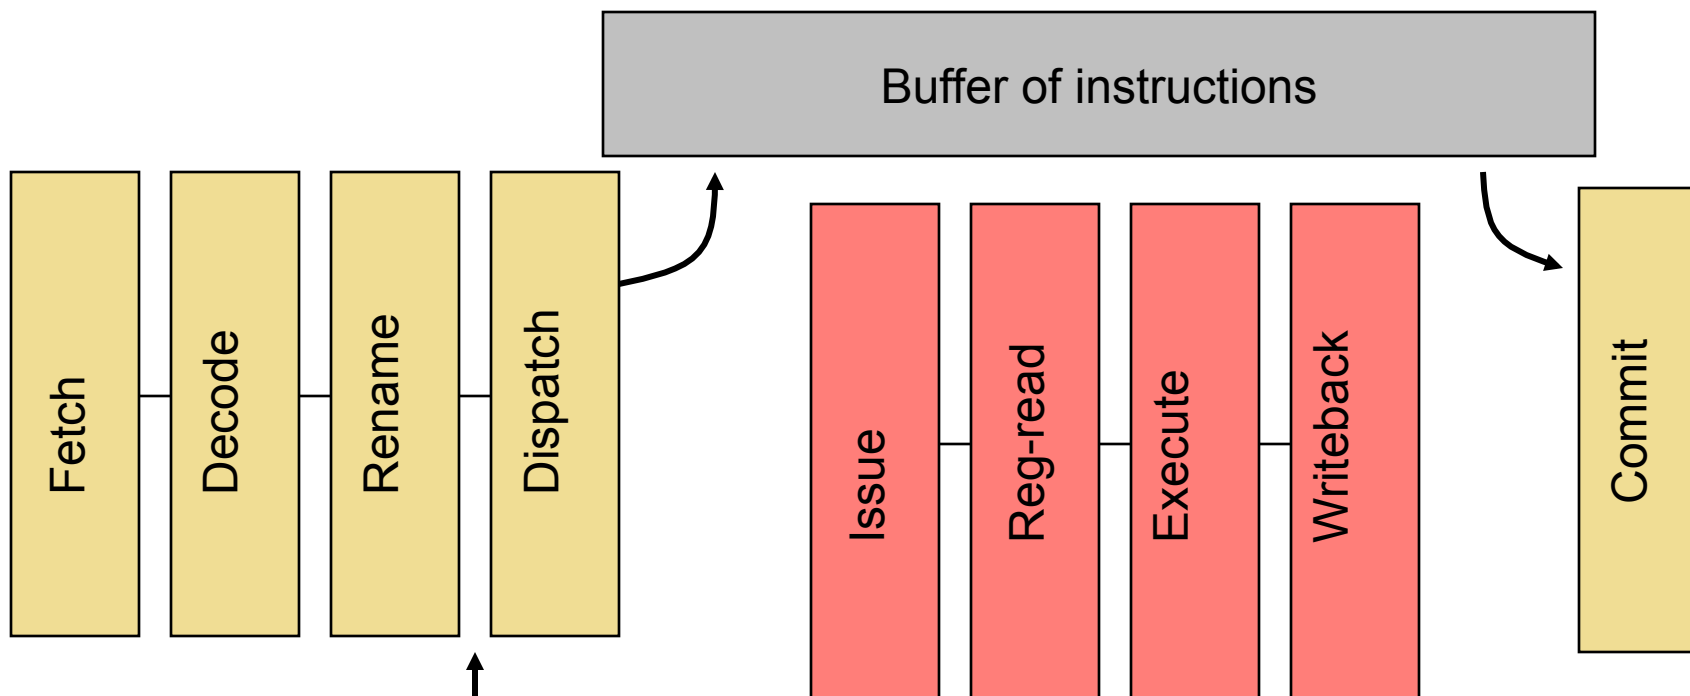 Buffer of instructions
Fetch
Decode
Rename
Dispatch
Issue
Reg-read
Execute
Writeback
Commit